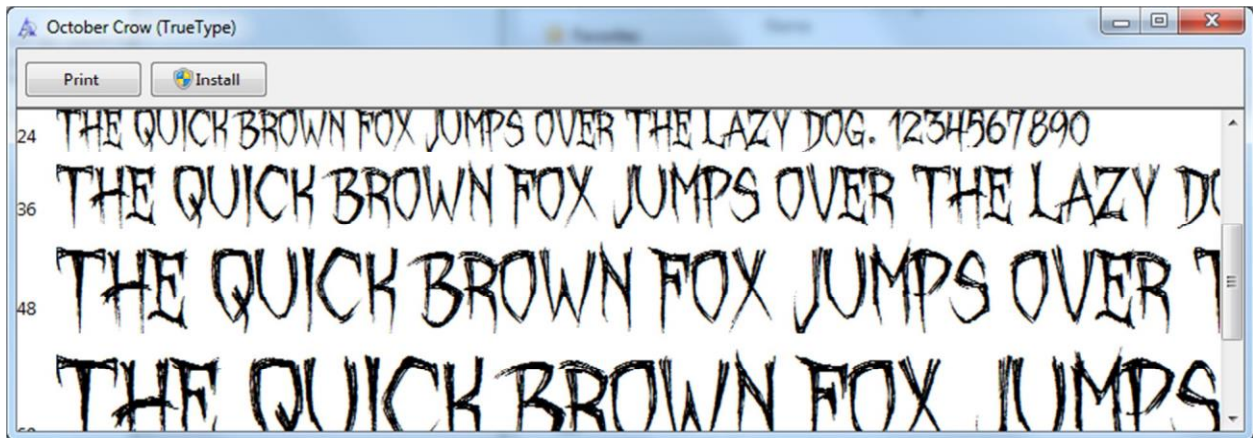 October Crow (TrueType)
Print Install
24 THE QUICK BROWN FOX JUMPS OVER THE LAZY DOG. 1234567890
36 THE QUICK BROWN FOX JUMPS OVER THE LAZY DO
48 THE QUICK BROWN FOX JUMPS OVER T
THE QUICK BROWN FOX JUMPS